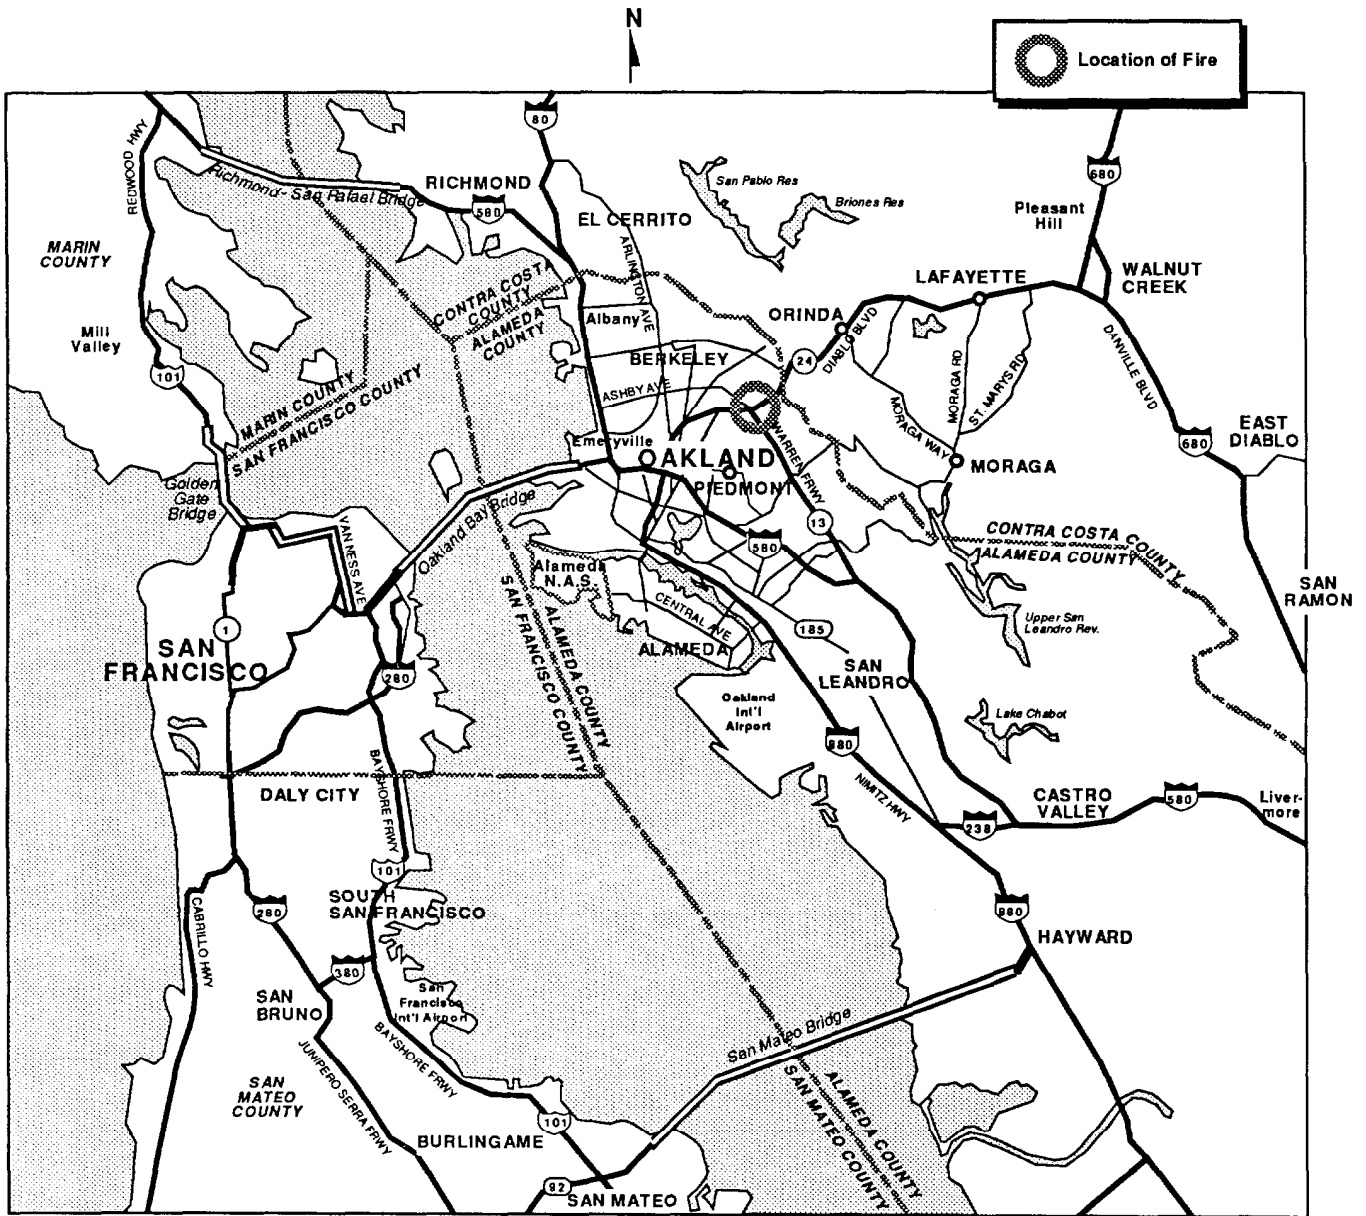 N
Location of Fire
REDWOOD HWY
Richmond - San Rafael Bridge
RICHMOND
580
80
EL CERRITO
ARLINGTON AVE
San Pablo Res
Briones Res
680
Pleasant
Hill
WALNUT
CREEK
LAFAYETTE
ORINDA
DIABLO BLVD
24
MARIN
COUNTY
Mill
Valley
101
CONTRA COSTA
COUNTY
ALAMEDA
COUNTY
Albany
BERKELEY
ASHBY AVE
MARIN COUNTY
SAN FRANCISCO COUNTY
Emeryville
OAKLAND
PIEDMONT
WARREN FRWY
13
MORAGA WAY
MORAGA RD
ST. MARYS RD
MORAGA
DANVILLE BLVD
680
EAST
DIABLO
Golden
Gate
Bridge
VAN NESS AVE
Oakland Bay Bridge
580
CONTRA COSTA COUNTY
ALAMEDA COUNTY
SAN
RAMON
Alameda
N.A.S.
CENTRAL AVE
ALAMEDA
185
Upper San
Leandro Rev.
1
SAN
FRANCISCO
280
ALAMEDA COUNTY
SAN FRANCISCO COUNTY
SAN
LEANDRO
Oakland
Int'l
Airport
Lake Chabot
880
NIMITZ HWY
DALY CITY
BAYSHORE FRWY
238
CASTRO
VALLEY
580
Liver-
more
101
SOUTH
SAN FRANCISCO
280
CABRILLO HWY
380
880
HAYWARD
SAN
BRUNO
San
Francisco
Int'l Airport
BAYSHORE FRWY
JUMPERO SERRA FRWY
SAN
MATEO
COUNTY
San Mateo Bridge
101
BURLINGAME
92
SAN MATEO
ALAMEDA COUNTY
SAN MATEO COUNTY